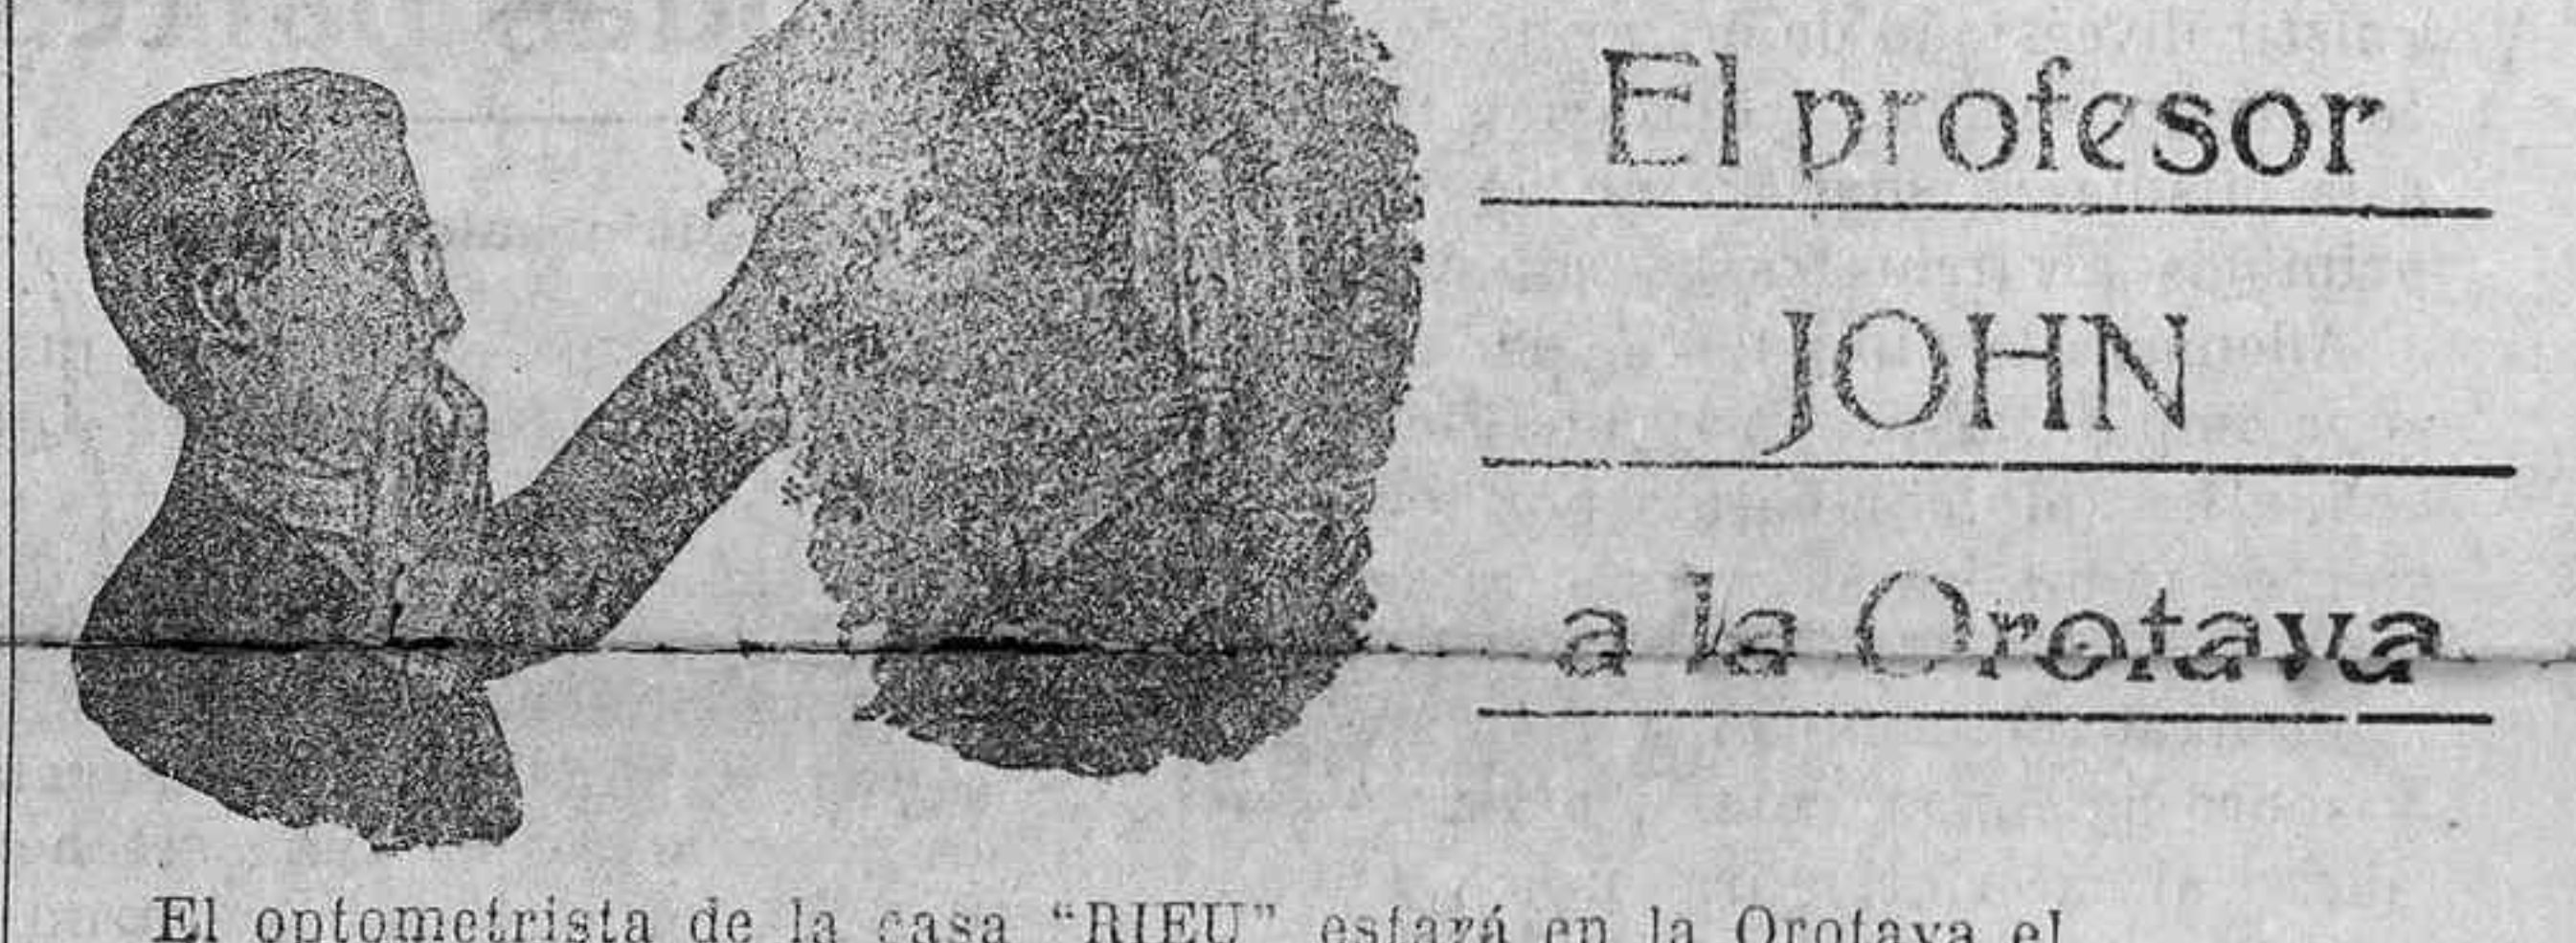 El profesor
JOHN
a la Orotava
El optometrista de la casa “RIEU” estará en la Orotava el